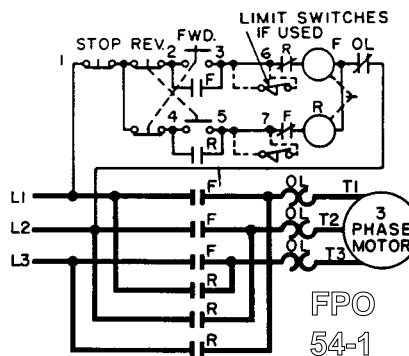 LIMIT SWITCHES
IF USED
FWD.
1 STOP REV. 2 3 6 R F OL
F
4 5 7 F R
R
L1 F OL T1
L2 F OL T2
L3 F OL T3
3
PHASE
MOTOR
R
R
R
FPO
54-1